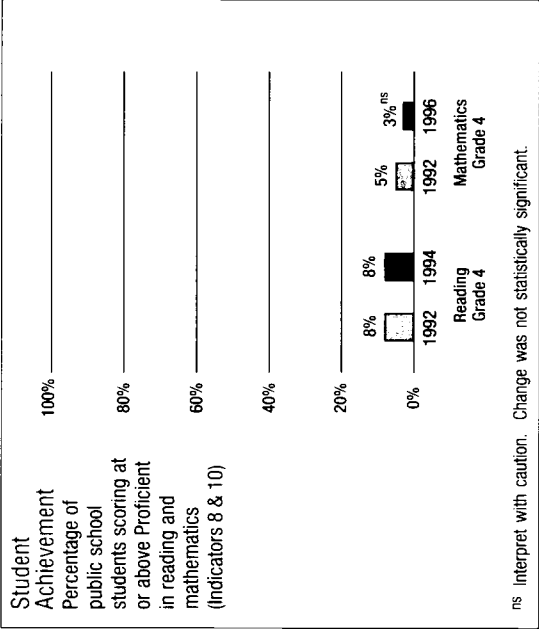 Student
Achievement
Percentage of
public school
students scoring at
or above Proficient
in reading and
mathematics
(Indicators 8 & 10)
100%
80%
60%
40%
20%
0%
8%
8%
5%
3% ns
1992
1994
1992
1996
Reading
Grade 4
Mathematics
Grade 4
ns Interpret with caution. Change was not statistically significant.